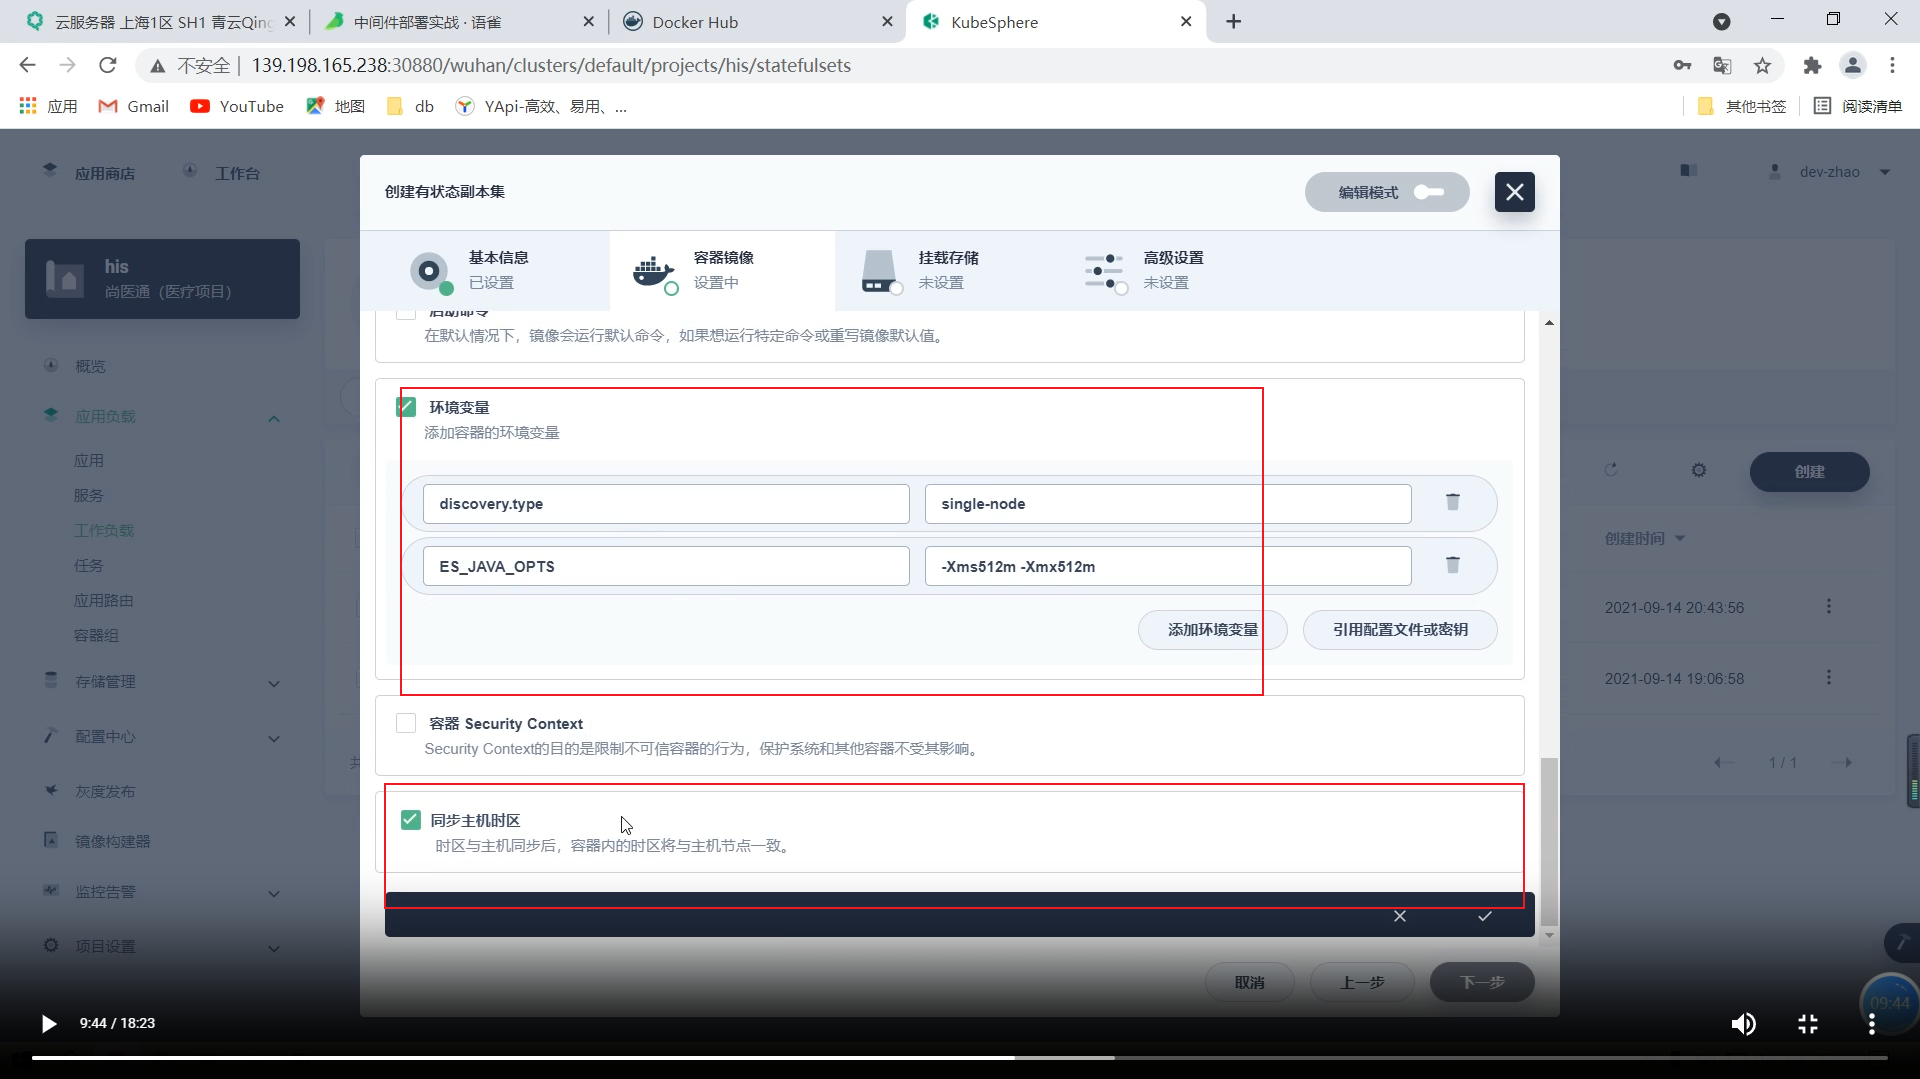 云服务器 上海1区 SH1 青云Qing
中间件部署实战 · 语雀
Docker Hub
KubeSphere
不安全
139.198.165.238:30880/wuhan/clusters/default/projects/his/statefulsets
应用
Gmail
YouTube
地图
db
YApi-高效、易用、...
其他书签
阅读清单
应用商店
工作台
dev-zhao
创建有状态副本集
编辑模式
his
尚医通（医疗项目）
基本信息
已设置
容器镜像
设置中
挂载存储
未设置
高级设置
未设置
概览
应用负载
应用
服务
工作负载
任务
应用路由
容器组
存储管理
配置中心
灰度发布
镜像构建器
监控告警
项目设置
启动命令
在默认情况下，镜像会运行默认命令，如果想运行特定命令或重写镜像默认值。
环境变量
添加容器的环境变量
discovery.type
single-node
ES_JAVA_OPTS
-Xms512m -Xmx512m
添加环境变量
引用配置文件或密钥
容器 Security Context
Security Context的目的是限制不可信容器的行为，保护系统和其他容器不受其影响。
同步主机时区
时区与主机同步后，容器内的时区将与主机节点一致。
取消
上一步
下一步
创建
创建时间
2021-09-14 20:43:56
2021-09-14 19:06:58
共
1 / 1
09:44
9:44 / 18:23